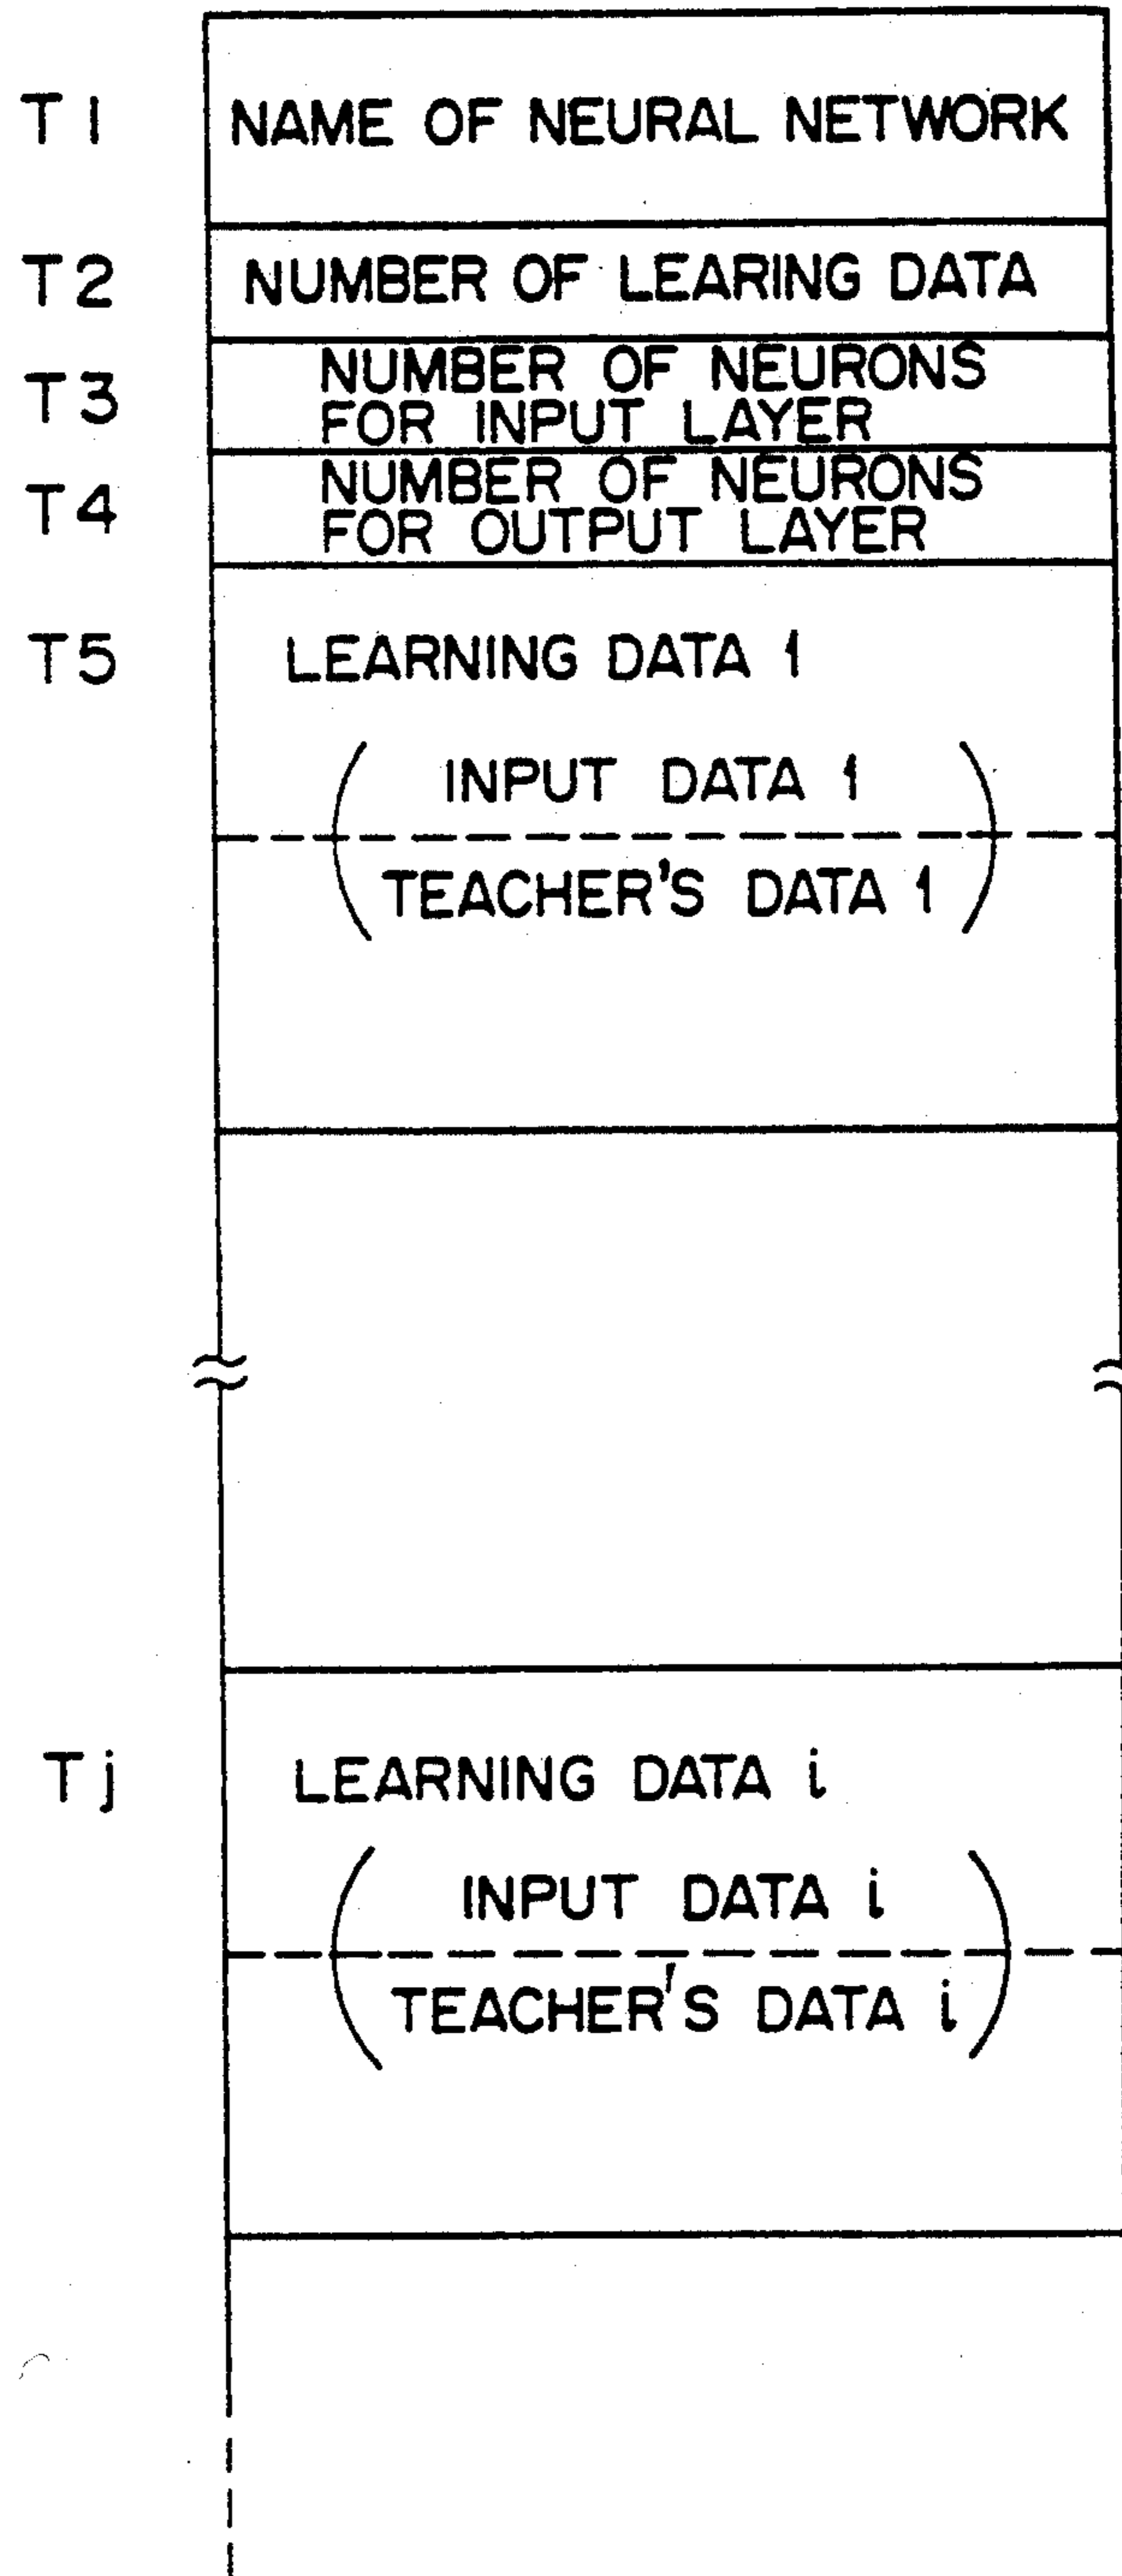 T1 NAME OF NEURAL NETWORK
T2 NUMBER OF LEARING DATA
T3 NUMBER OF NEURONS
FOR INPUT LAYER
T4 NUMBER OF NEURONS
FOR OUTPUT LAYER
T5 LEARNING DATA 1
INPUT DATA 1
TEACHER'S DATA 1
Tj LEARNING DATA i
INPUT DATA i
TEACHER'S DATA i